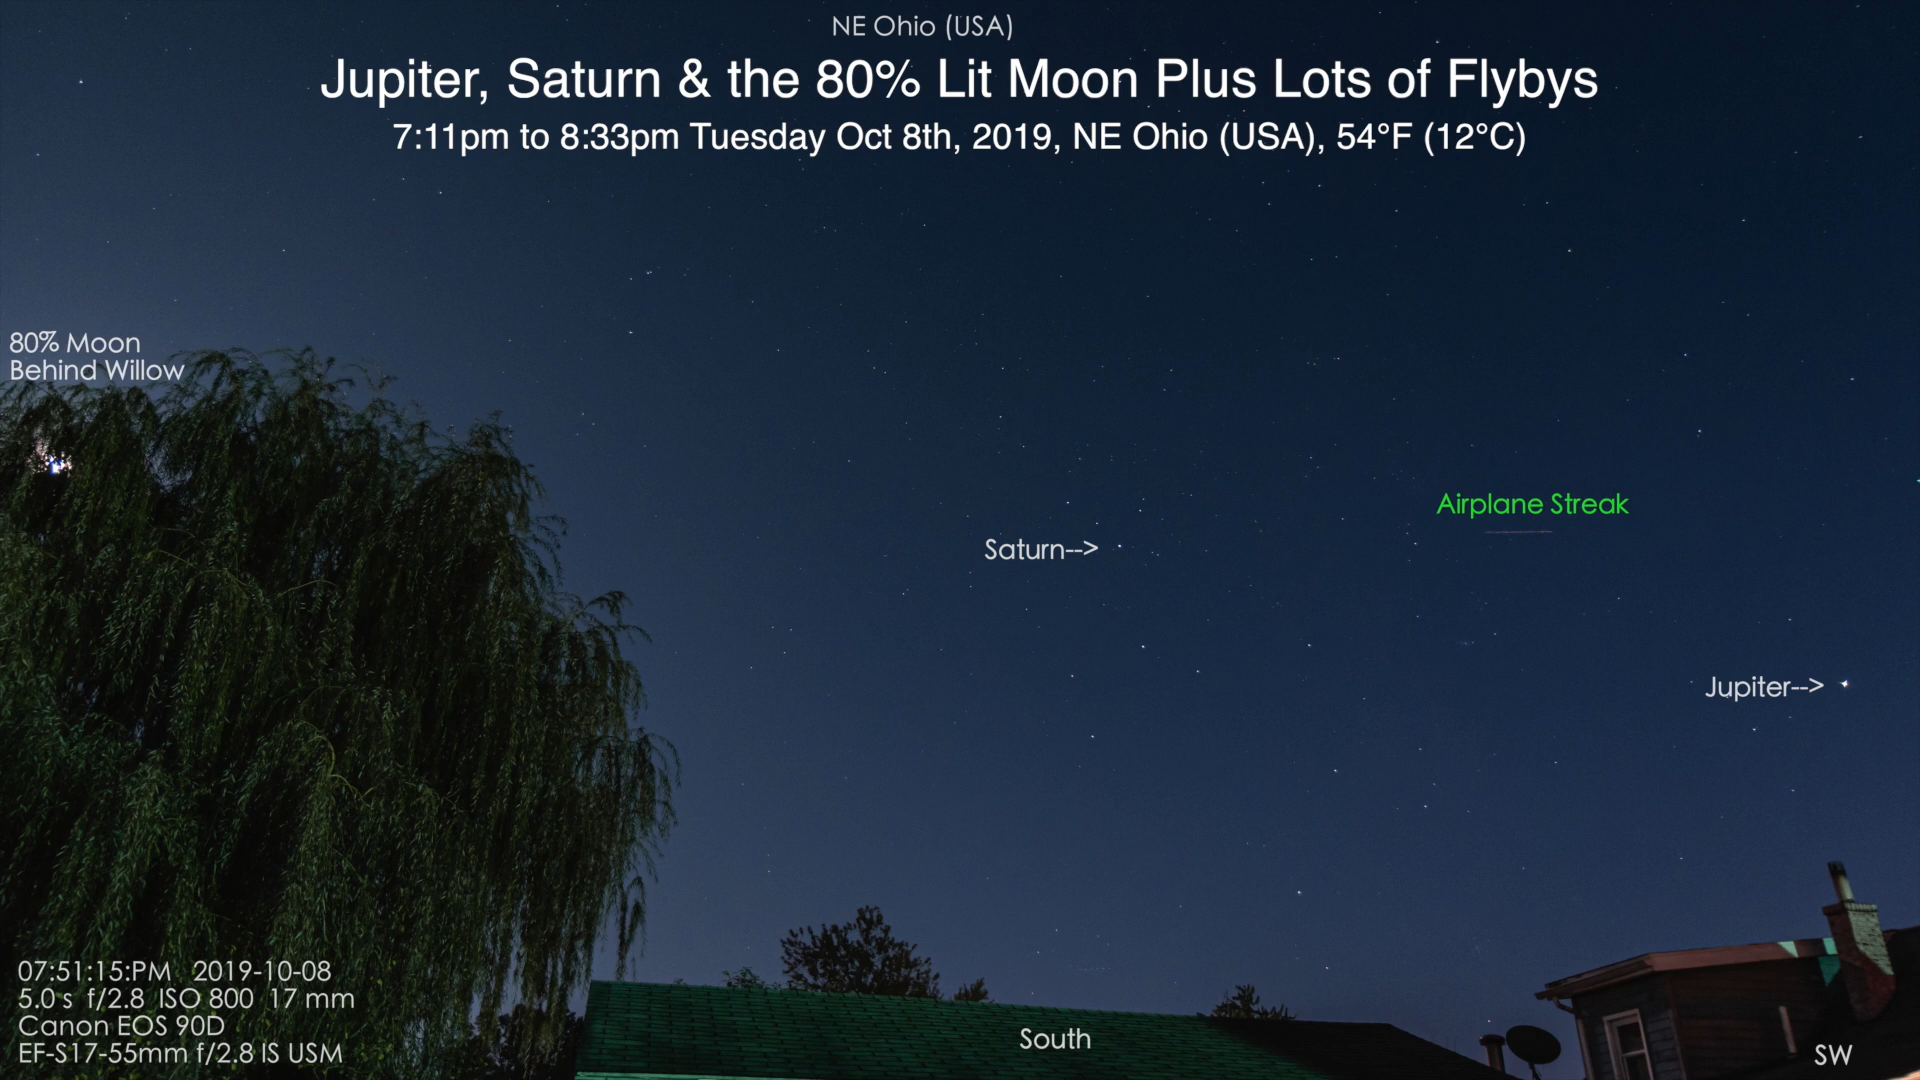 NE Ohio (USA)
Jupiter, Saturn & the 80% Lit Moon Plus Lots of Flybys
7:11pm to 8:33pm Tuesday Oct 8th, 2019, NE Ohio (USA), 54°F (12°C)
80% Moon
Behind Willow
Airplane Streak
Saturn-->
Jupiter-->
07:51:15:PM 2019-10-08
5.0 s f/2.8 ISO 800 17 mm
Canon EOS 90D
EF-S17-55mm f/2.8 IS USM
South
SW